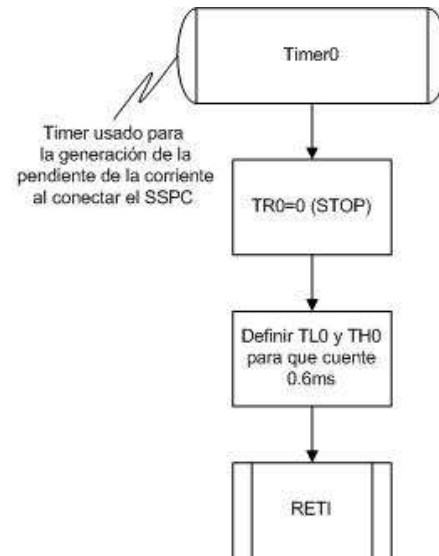 Timer0
Timer usado para
la generación de la
pendiente de la corriente
al conectar el SSPC
TR0=0 (STOP)
Definir TL0 y TH0
para que cuente
0.6ms
RETI